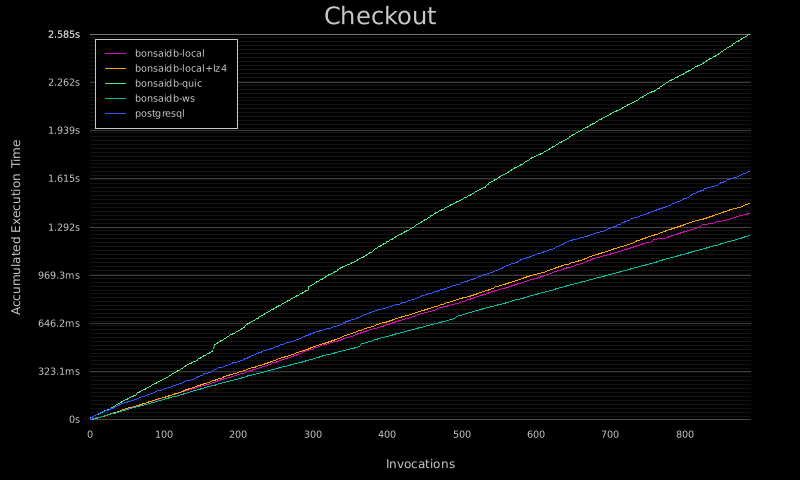 Checkout
2.585s
2.262s
1.939s
1.615s
1.292s
969.3ms
646.2ms
323.1ms
0s
Accumulated Execution Time
bonsaidb-local
bonsaidb-local+lz4
bonsaidb-quic
bonsaidb-ws
postgresql
0 100 200 300 400 500 600 700 800
Invocations